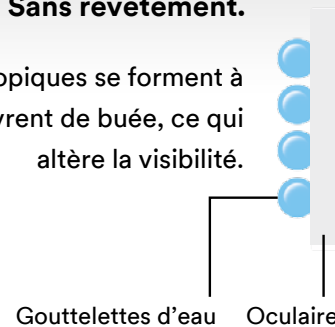 Sans revêtement.
opiques se forment à
vrent de buée, ce qui
altère la visibilité.
Gouttelettes d’eau Oculaire